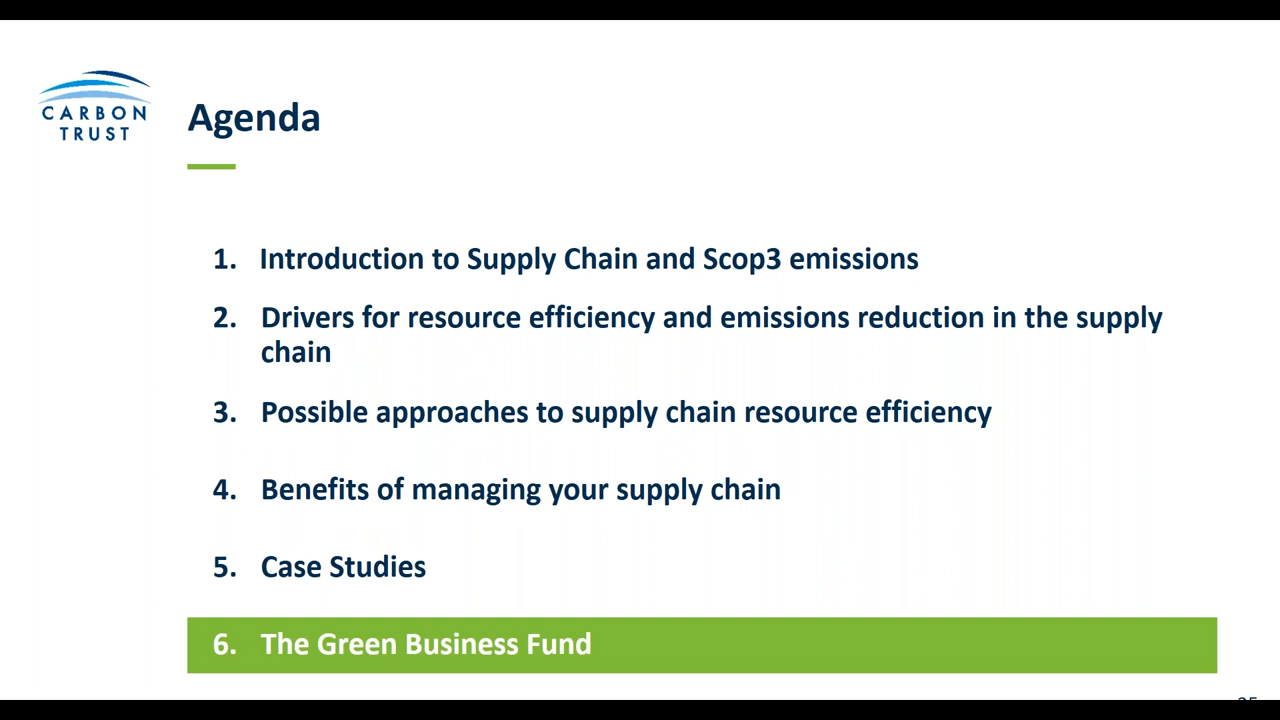 CARBON
TRUST
Agenda
1. Introduction to Supply Chain and Scop3 emissions
2. Drivers for resource efficiency and emissions reduction in the supply
chain
3. Possible approaches to supply chain resource efficiency
4. Benefits of managing your supply chain
5. Case Studies
6. The Green Business Fund